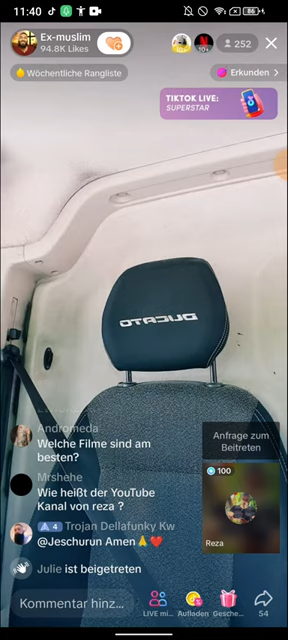 11:40
86
Ex-muslim
94.8K Likes
10+
252
Wöchentliche Rangliste
Erkunden >
TIKTOK LIVE:
SUPERSTAR
DUCATO
Andromeda
Welche Filme sind am
besten?
Anfrage zum
Beitreten
Mrshehe
Wie heißt der YouTube
Kanal von reza ?
100
4 Trojan Dellafunky Kw
@Jeschurun Amen🙏❤️
Reza
Julie ist beigetreten
Kommentar hinz...
LIVE mi...
Aufladen
Gesche...
54